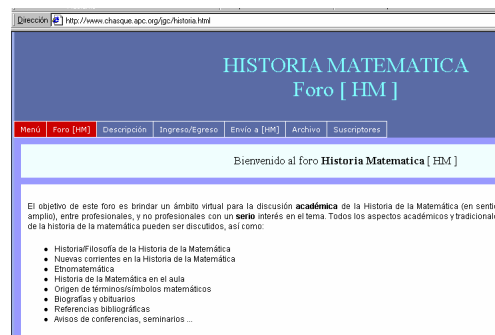 Dirección http://www.chasque.apc.org/jgc/historia.html
HISTORIA MATEMATICA
Foro [ HM ]
Menú Foro [HM] Descripción Ingreso/Egreso Envío a [HM] Archivo Suscriptores
Bienvenido al foro Historia Matematica [ HM ]
El objetivo de este foro es brindar un ámbito virtual para la discusión académica de la Historia de la Matemática (en senti
amplio), entre profesionales, y no profesionales con un serio interés en el tema. Todos los aspectos académicos y tradicional
de la historia de la matemática pueden ser discutidos, así como:
• Historia/Filosofía de la Historia de la Matemática
• Nuevas corrientes en la Historia de la Matemática
• Etnomatemática
• Historia de la Matemática en el aula
• Origen de términos/símbolos matemáticos
• Biografías y obituarios
• Referencias bibliográficas
• Avisos de conferencias, seminarios ...